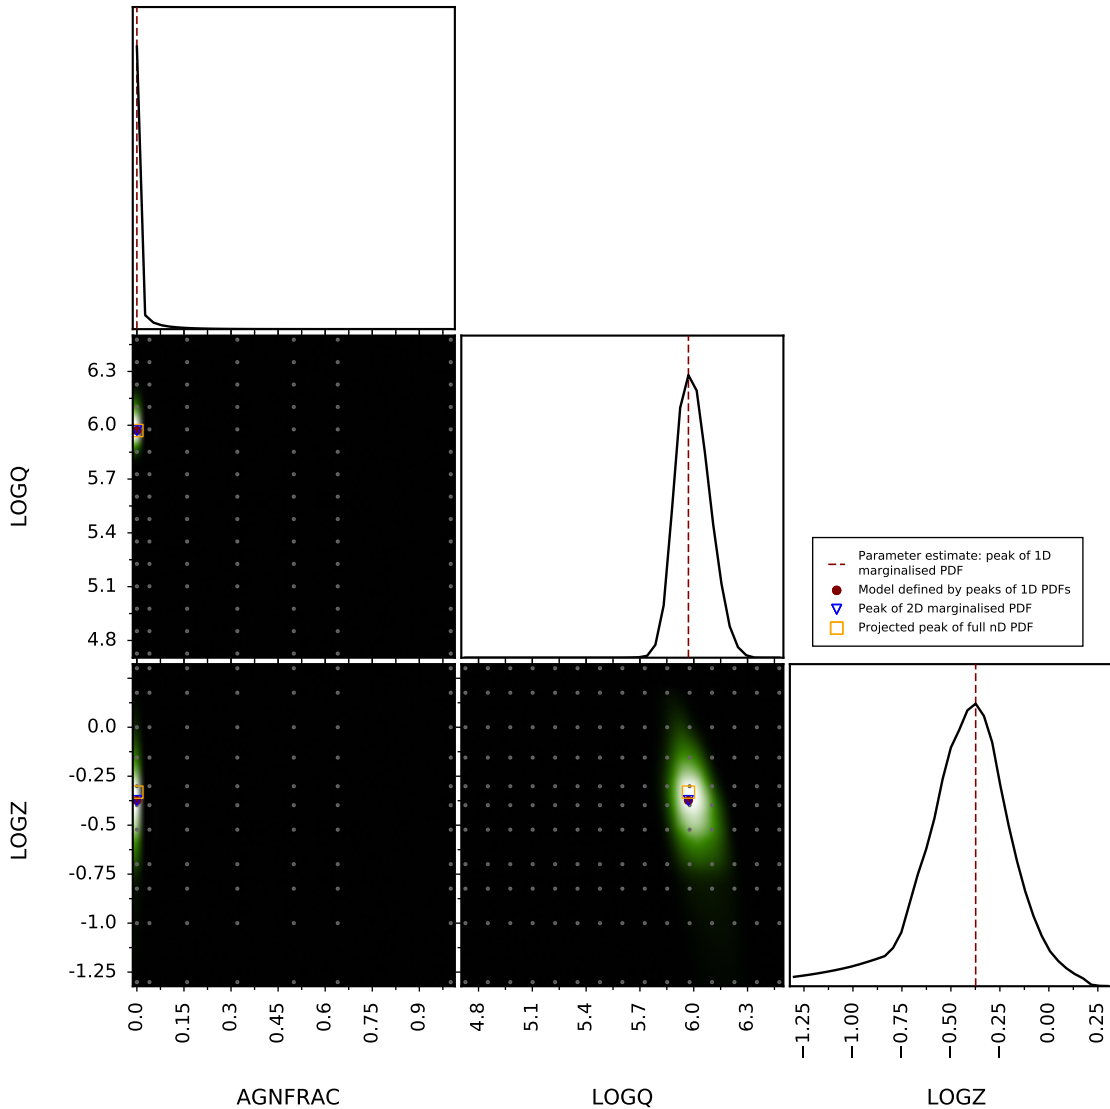 6.3
6.0
5.7
5.4
5.1
4.8
LOGQ
Parameter estimate: peak of 1D
marginalised PDF
Model defined by peaks of 1D PDFs
Peak of 2D marginalised PDF
Projected peak of full nD PDF
0.0
-0.25
-0.5
-0.75
-1.0
-1.25
LOGZ
0.0 0.15 0.3 0.45 0.6 0.75 0.9
4.8 5.1 5.4 5.7 6.0 6.3
−1.25 −1.00 −0.75 −0.50 −0.25 0.00 0.25
AGNFRAC LOGQ LOGZ